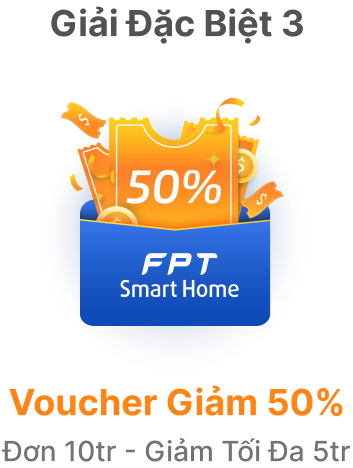 Giải Đặc Biệt 3
$
50%
$
$
$
FPT
Smart Home
Voucher Giảm 50%
Đơn 10tr - Giảm Tối Đa 5tr